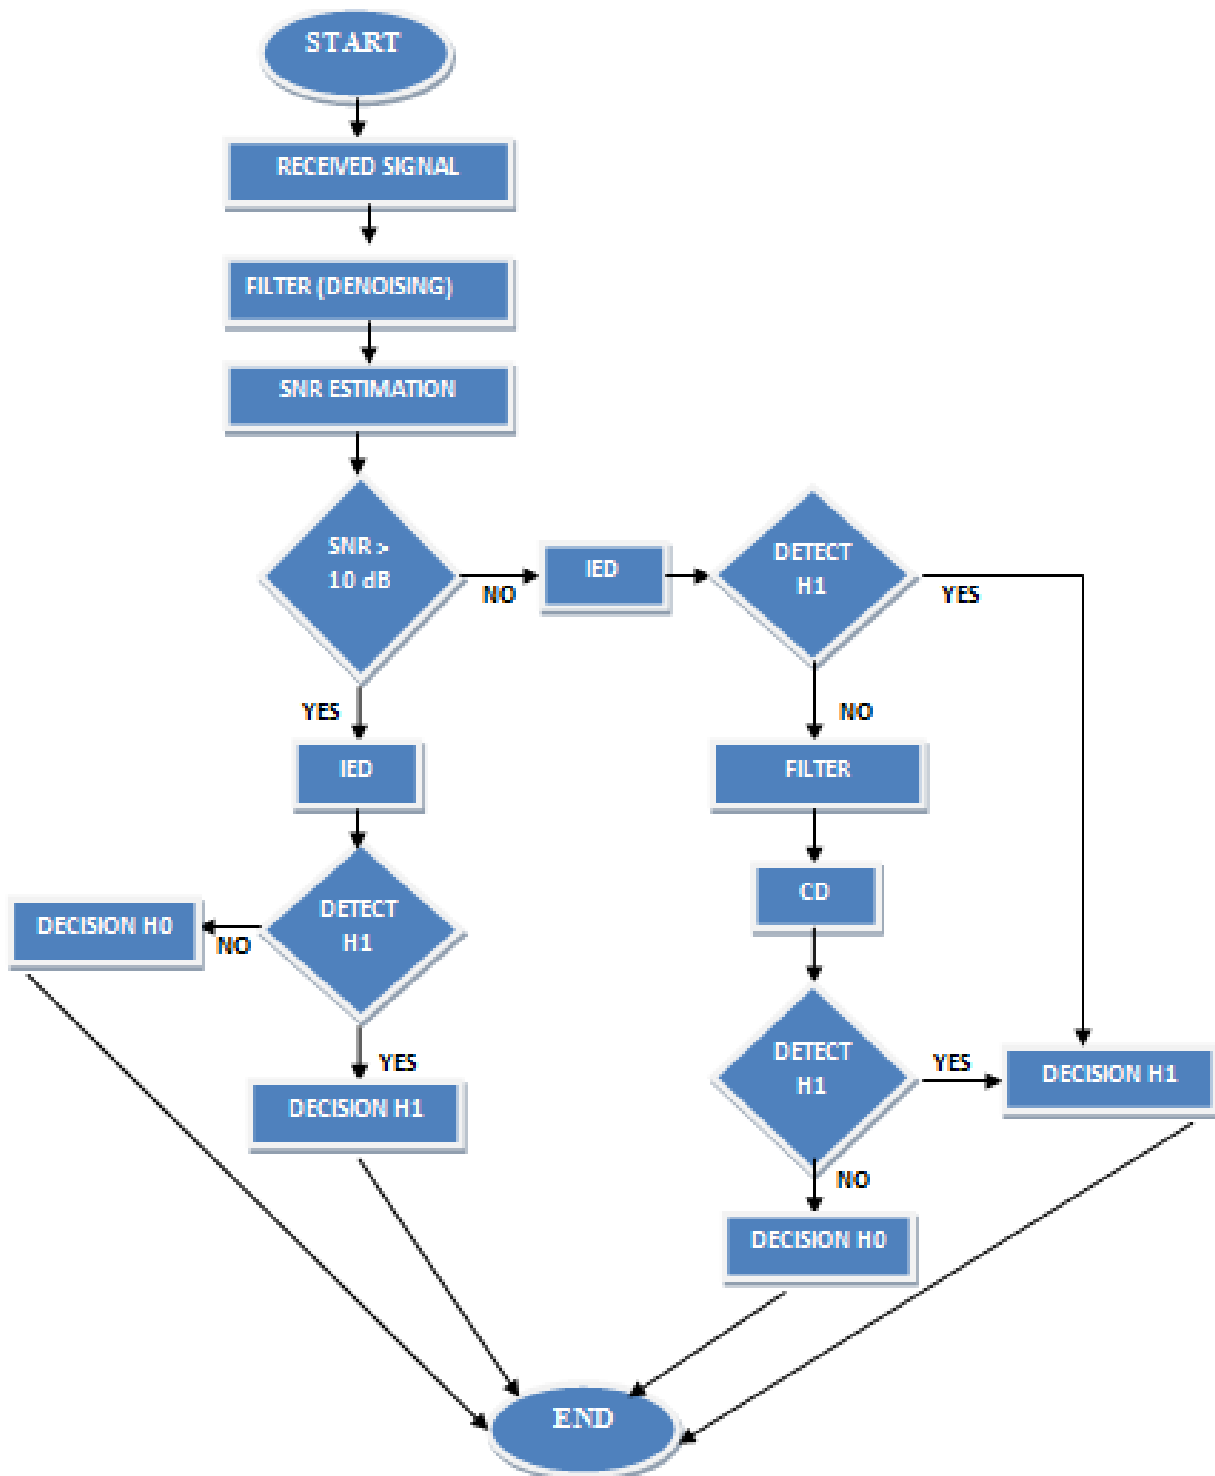 START
RECEIVED SIGNAL
FILTER (DENOISING)
SNR ESTIMATION
SNR >
10 dB
NO
IED
DETECT
H1
YES
YES
NO
IED
FILTER
CD
DETECT
H1
DECISION H0
NO
YES
DECISION H1
DETECT
H1
YES
DECISION H1
NO
DECISION H0
END